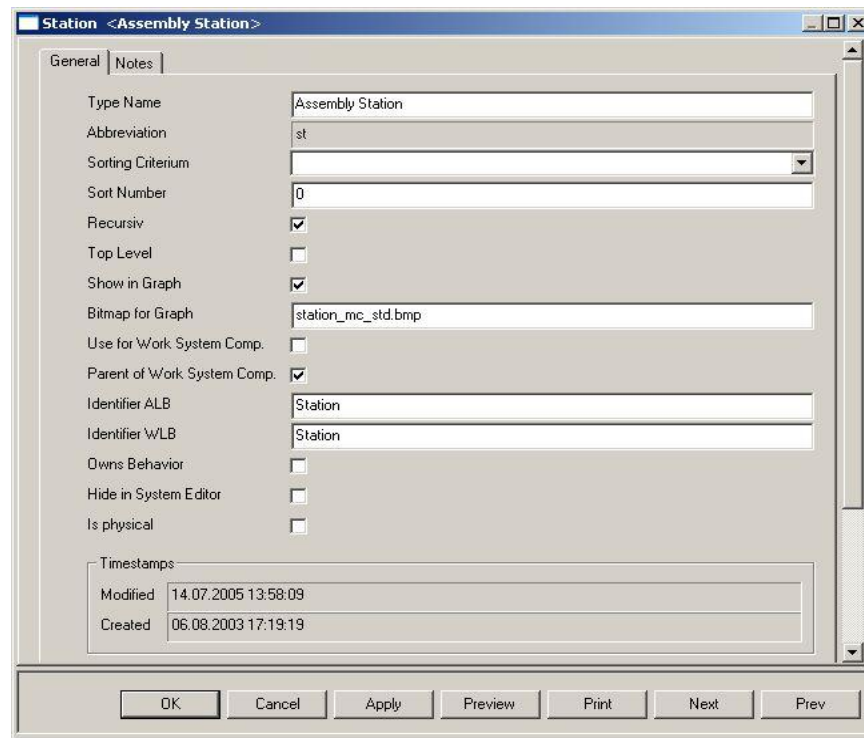 Station <Assembly Station>
General Notes
Type Name Assembly Station
Abbreviation st
Sorting Criterium
Sort Number 0
Recursiv
Top Level
Show in Graph
Bitmap for Graph station_mc_std.bmp
Use for Work System Comp.
Parent of Work System Comp.
Identifier ALB Station
Identifier WLB Station
Owns Behavior
Hide in System Editor
Is physical
Timestamps
Modified 14.07.2005 13:58:09
Created 06.08.2003 17:19:19
OK Cancel Apply Preview Print Next Prev